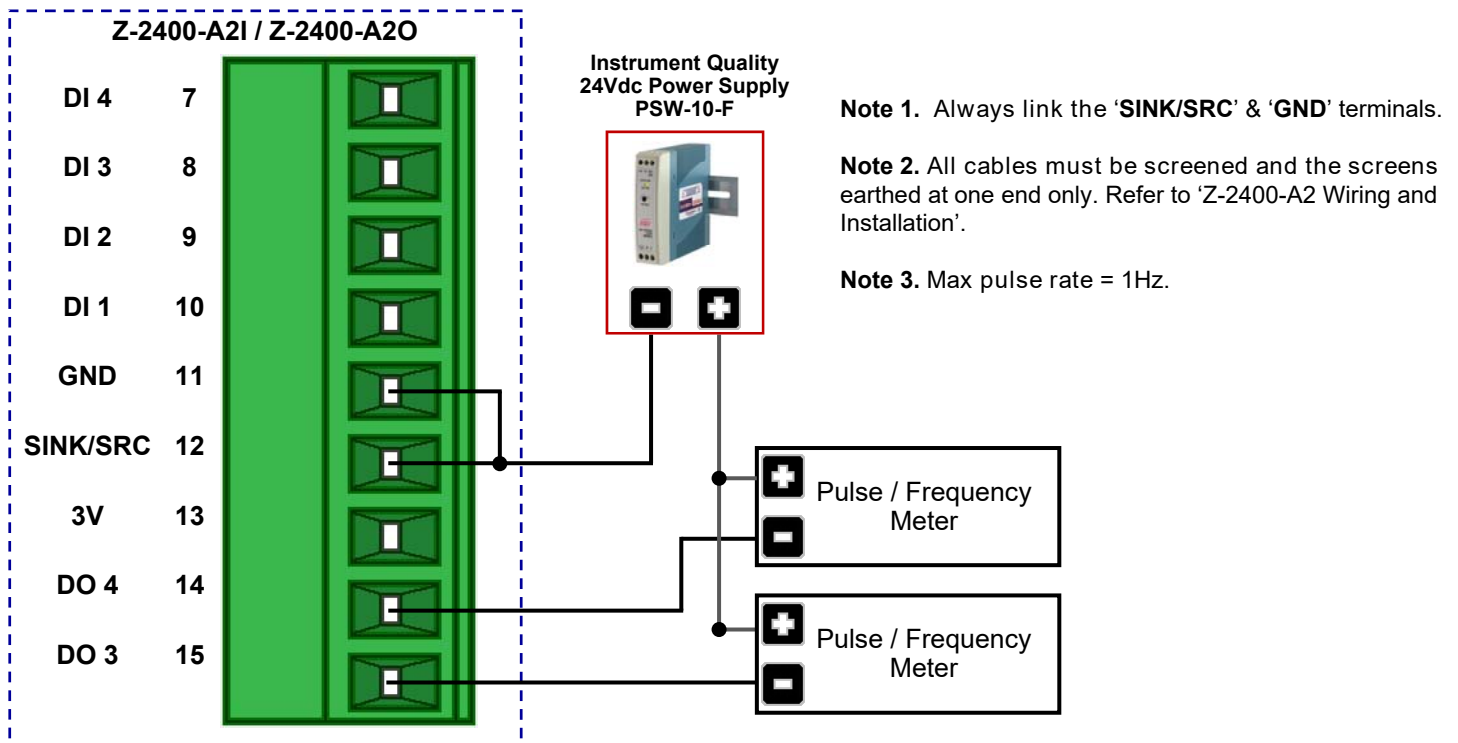 Z-2400-A2I / Z-2400-A2O
DI 4 7
DI 3 8
DI 2 9
DI 1 10
GND 11
SINK/SRC 12
3V 13
DO 4 14
DO 3 15
Instrument Quality
24Vdc Power Supply
PSW-10-F
Note 1. Always link the ‘SINK/SRC’ & ‘GND’ terminals.
Note 2. All cables must be screened and the screens
earthed at one end only. Refer to ‘Z-2400-A2 Wiring and
Installation’.
Note 3. Max pulse rate = 1Hz.
Pulse / Frequency
Meter
Pulse / Frequency
Meter